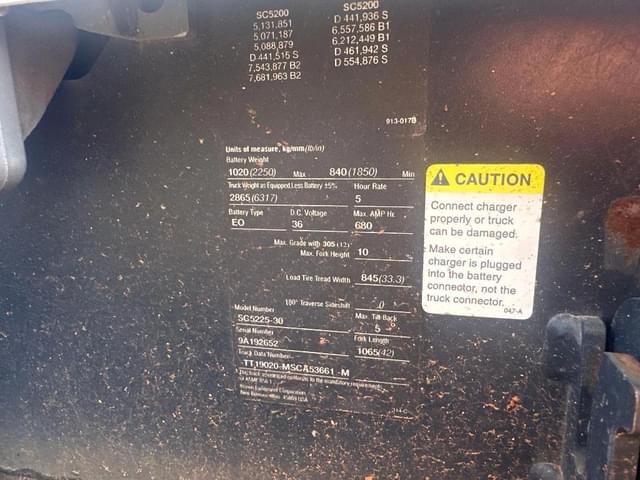 SC5200
5,131,851
5,071,187
5,088,879
D 441,515 S
7,543,877 B2
7,681,963 B2
SC5200
D 441,936 S
6,557,586 B1
6,212,449 B1
D 461,942 S
D 554,876 S
913-017B
Units of measure, kg/mm (lb/in)
Battery Weight
1020 (2250) Max 840 (1850) Min
Truck Weight as Equipped Less Battery ±5% Hour Rate
2865 (6317) 5
Battery Type D.C. Voltage Max. AMP Hr.
EO 36 680
Max. Grade with 305 (12)
Max. Fork Height 10
Load Tire Tread Width 845 (33.3)
180° Traverse Sideshift 0
Model Number Max. Tilt Back
SC5225-30 5
Serial Number Fork Length
9A192652 1065 (42)
Truck Data Number
TT19020-MSCA53661 -M
CAUTION
Connect charger
properly or truck
can be damaged.
Make certain
charger is plugged
into the battery
connector, not the
truck connector.
047-A